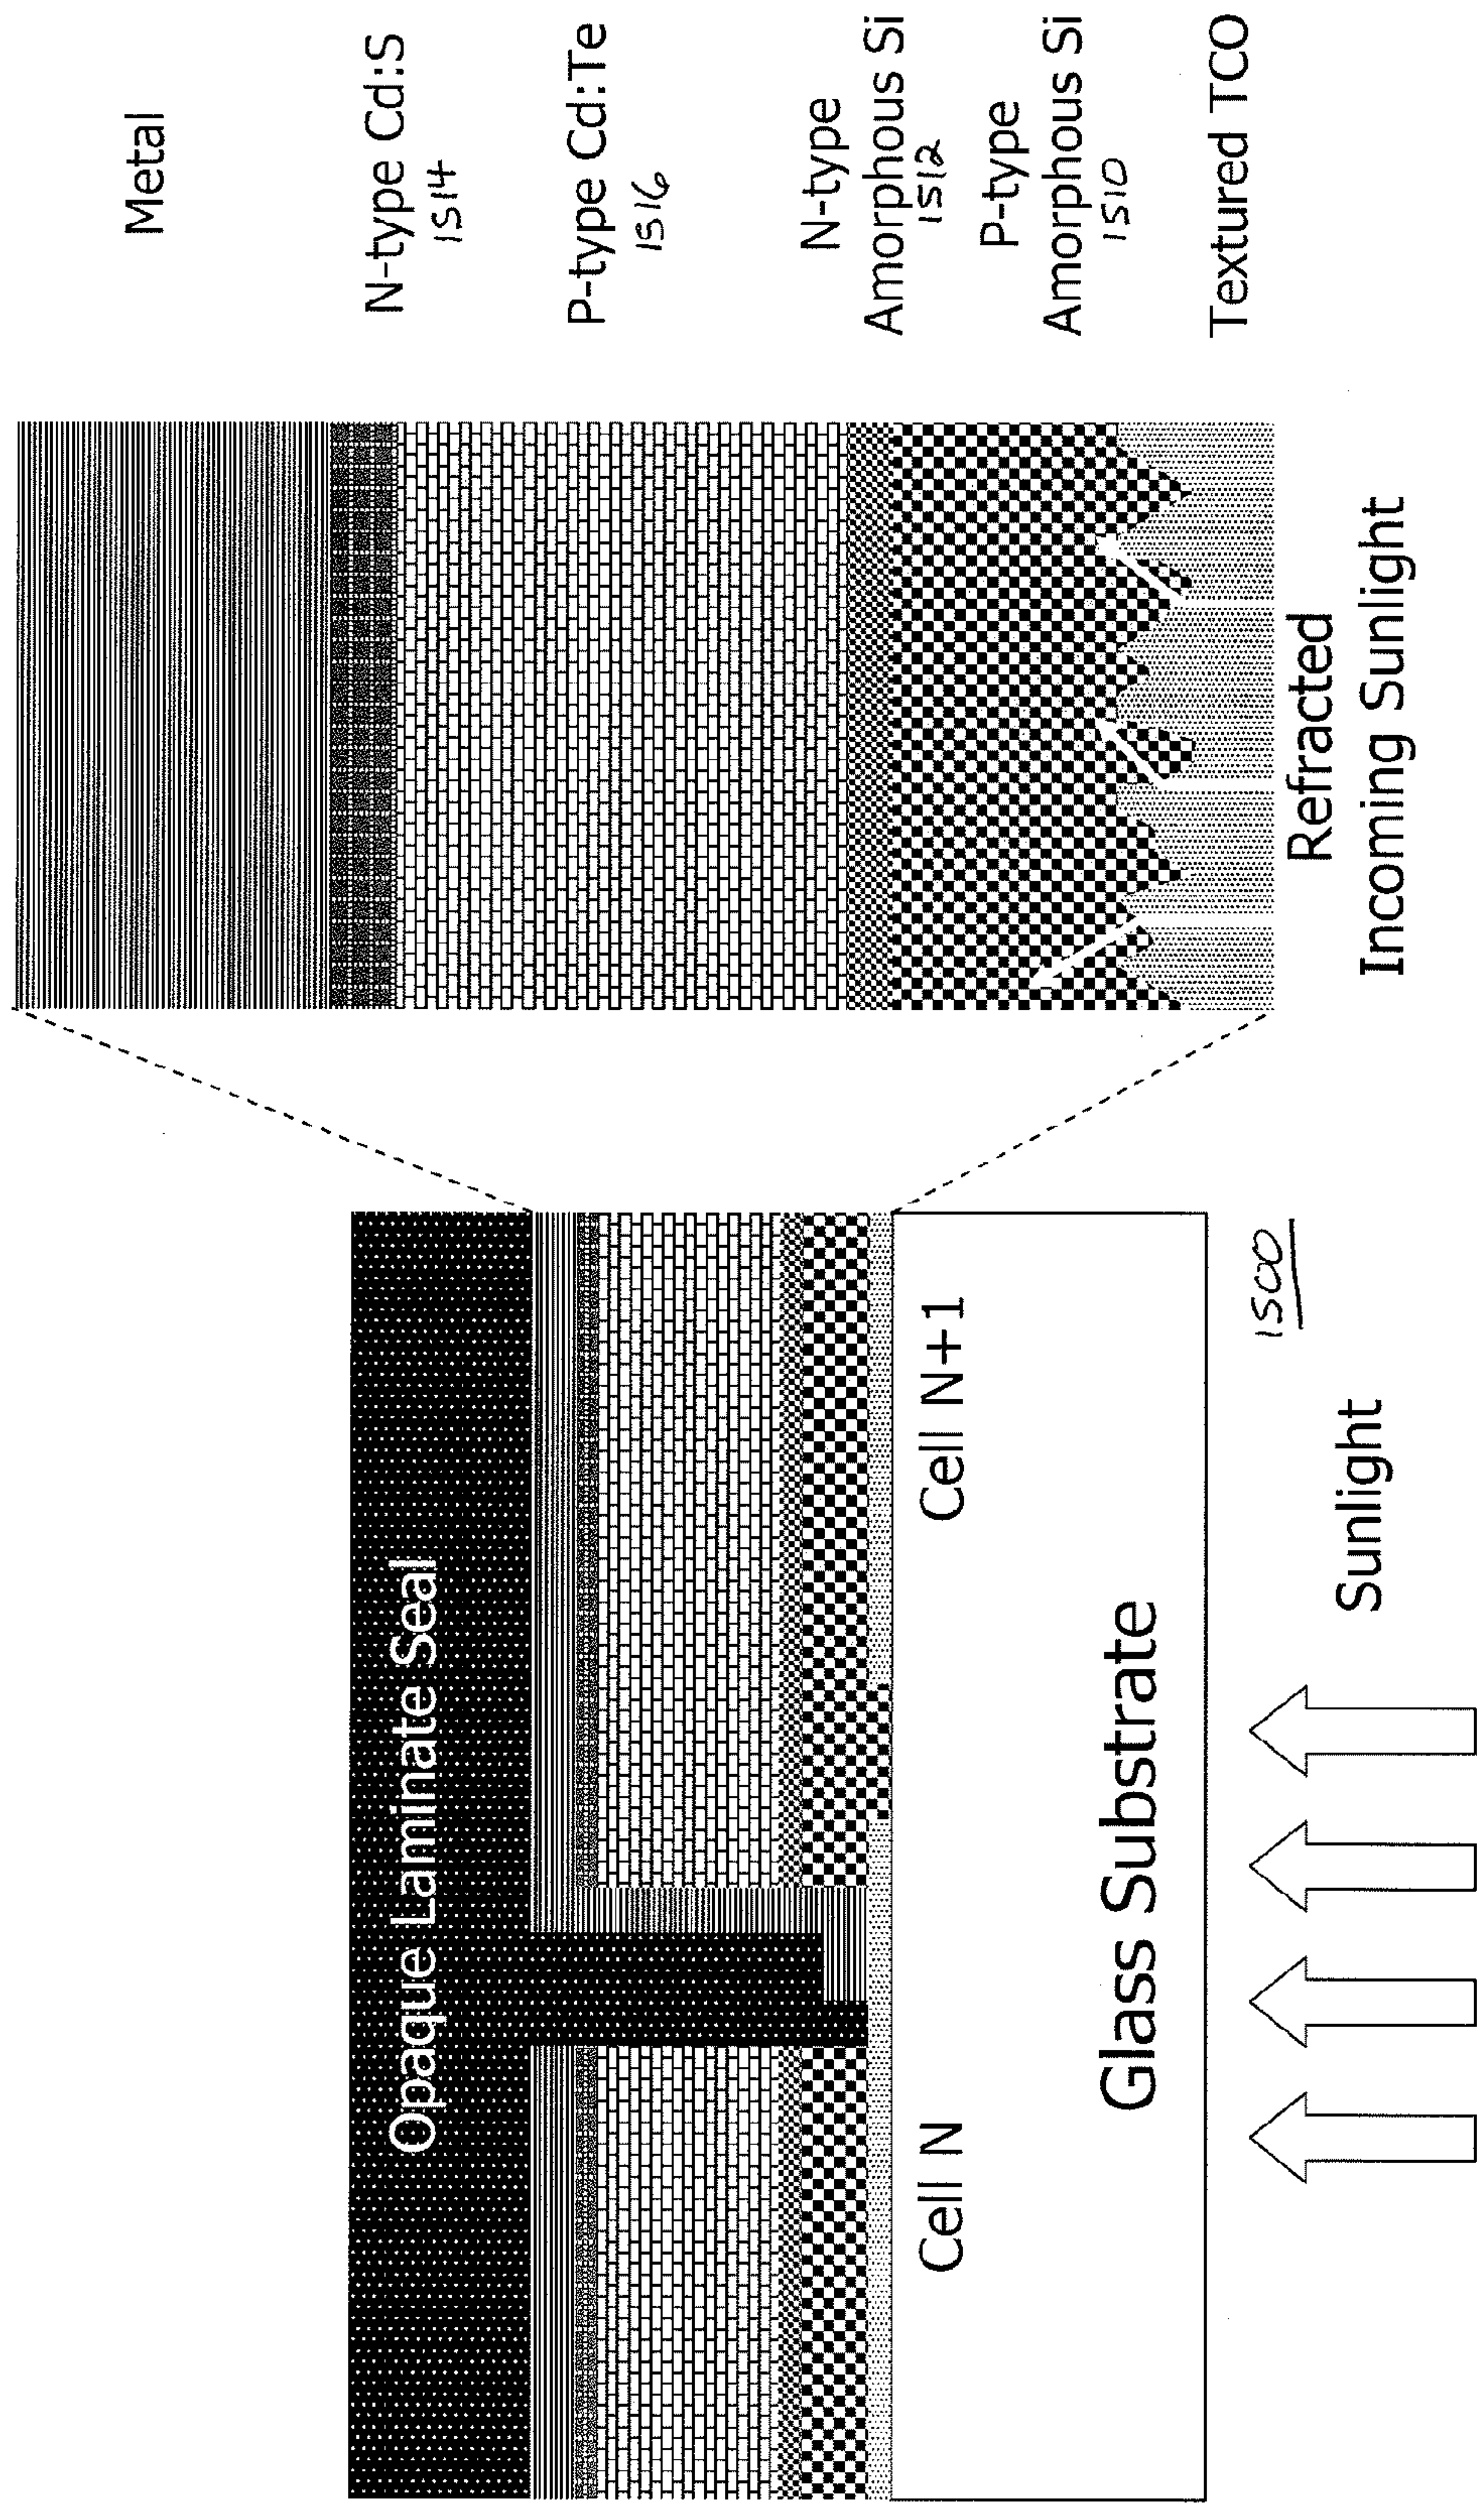 Metal
N-type Cd:S
1514
P-type Cd:Te
1516
N-type
Amorphous Si
1512
P-type
Amorphous Si
1510
Textured TCO
Refracted
Incoming Sunlight
Opaque Laminate Seal
Cell N
Cell N+1
Glass Substrate
1500
Sunlight